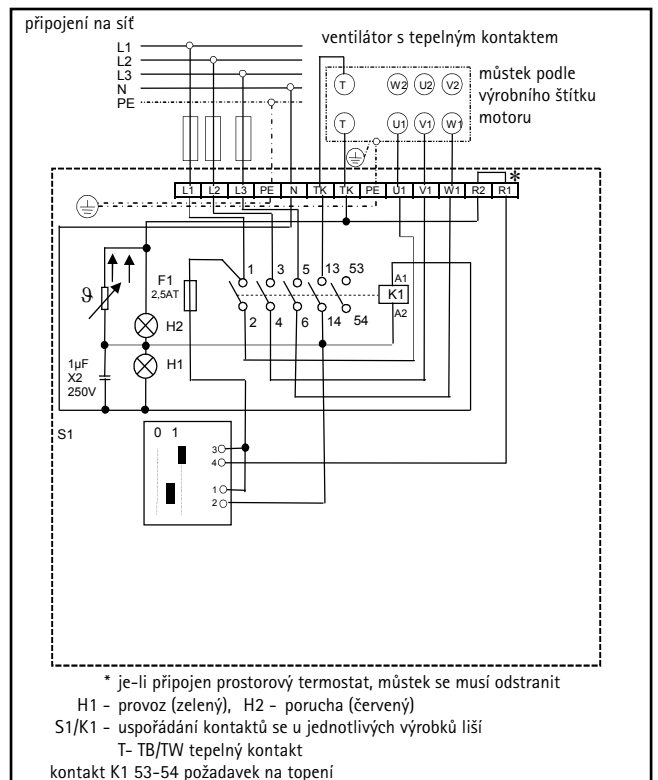 připojení na síť
L1
L2
L3
N
PE
ventilátor s tepelným kontaktem
T W2 U2 V2
T U1 V1 W1
můstek podle
výrobního štítku
motoru
*
L1 L2 L3 PE N TK TK PE U1 V1 W1 R2 R1
ϑ
F1
2,5AT
1 3 5 13 53
2 4 6 14 54
A1
K1
A2
H2
H1
1µF
X2
250V
S1
0 1
3
4
1
2
* je-li připojen prostorový termostat, můstek se musí odstranit
H1 - provoz (zelený), H2 - porucha (červený)
S1/K1 - uspořádání kontaktů se u jednotlivých výrobků liší
T- TB/TW tepelný kontakt
kontakt K1 53-54 požadavek na topení